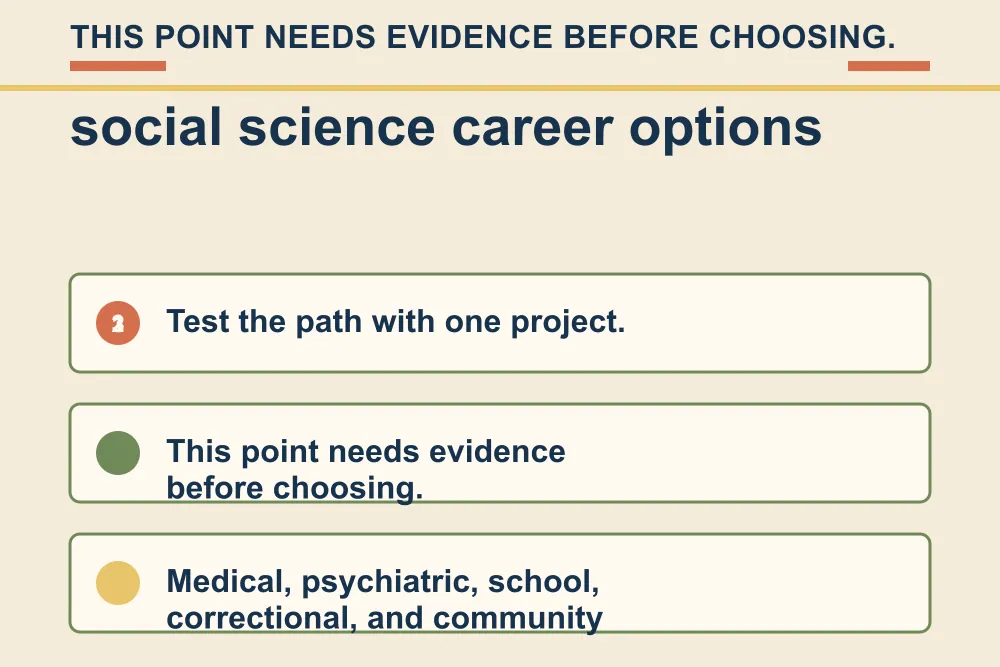 THIS POINT NEEDS EVIDENCE BEFORE CHOOSING.
social science career options
Test the path with one project.
This point needs evidence
before choosing.
Medical, psychiatric, school,
correctional, and community